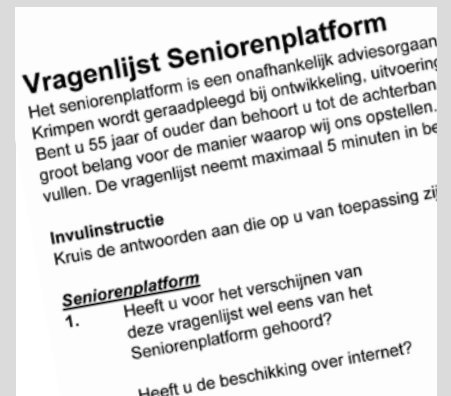 Vragenlijst Seniorenplatform
Het seniorenplatform is een onafhankelijk adviesorgaan
Krimpen wordt geraadpleegd bij ontwikkeling, uitvoering
Bent u 55 jaar of ouder dan behoort u tot de achterban
groot belang voor de manier waarop wij ons opstellen.
vullen. De vragenlijst neemt maximaal 5 minuten in be
Invulinstructie
Kruis de antwoorden aan die op u van toepassing zij
Seniorenplatform
1. Heeft u voor het verschijnen van
deze vragenlijst wel eens van het
Seniorenplatform gehoord?
Heeft u de beschikking over internet?